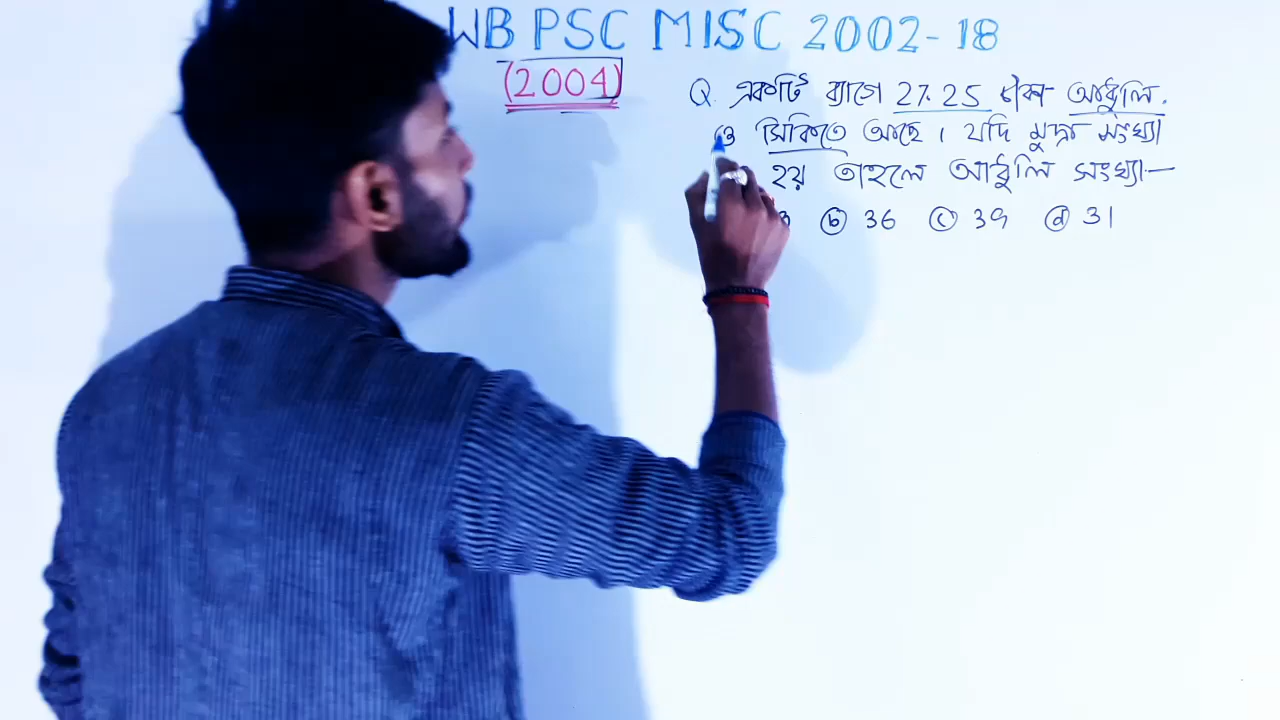 WB PSC MISC 2002-18
(2004)
Q. একটি ব্যাগে 27.25 টাকা আধুলি.
ও সিকিতে আছে। যদি মুদ্রা সংখ্যা
হয় তাহলে আধুলি সংখ্যা—
ⓑ 36 ⓒ 39 ⓓ 31